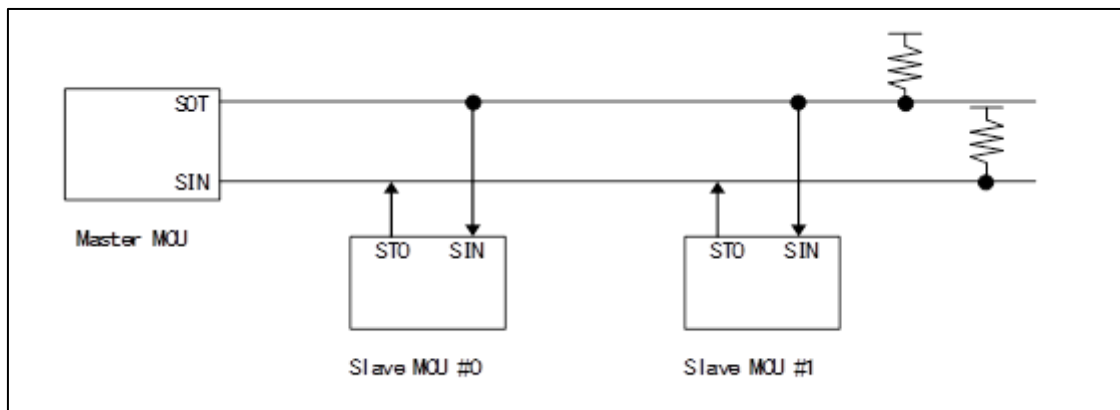 SOT
SIN
Master MCU
STO SIN
STO SIN
Slave MCU #0
Slave MCU #1